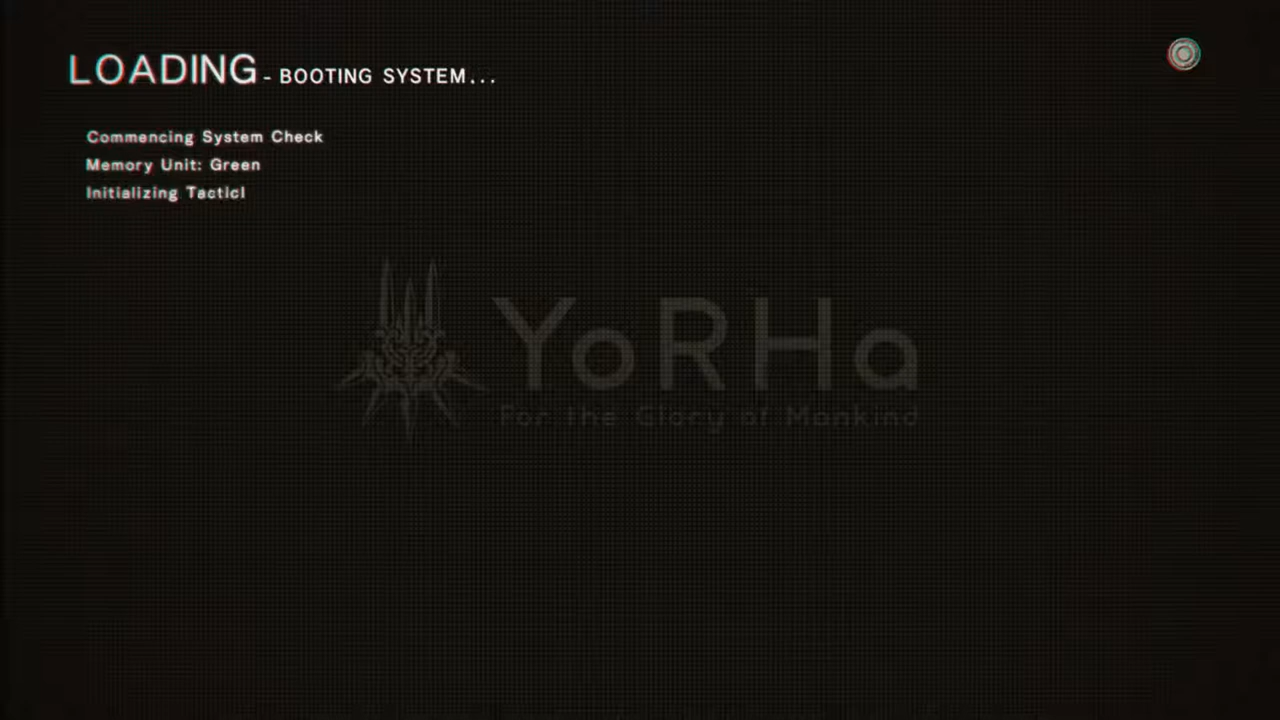 LOADING - BOOTING SYSTEM...
Commencing System Check
Memory Unit: Green
Initializing Tacticl
YoRHa
For the Glory of Mankind